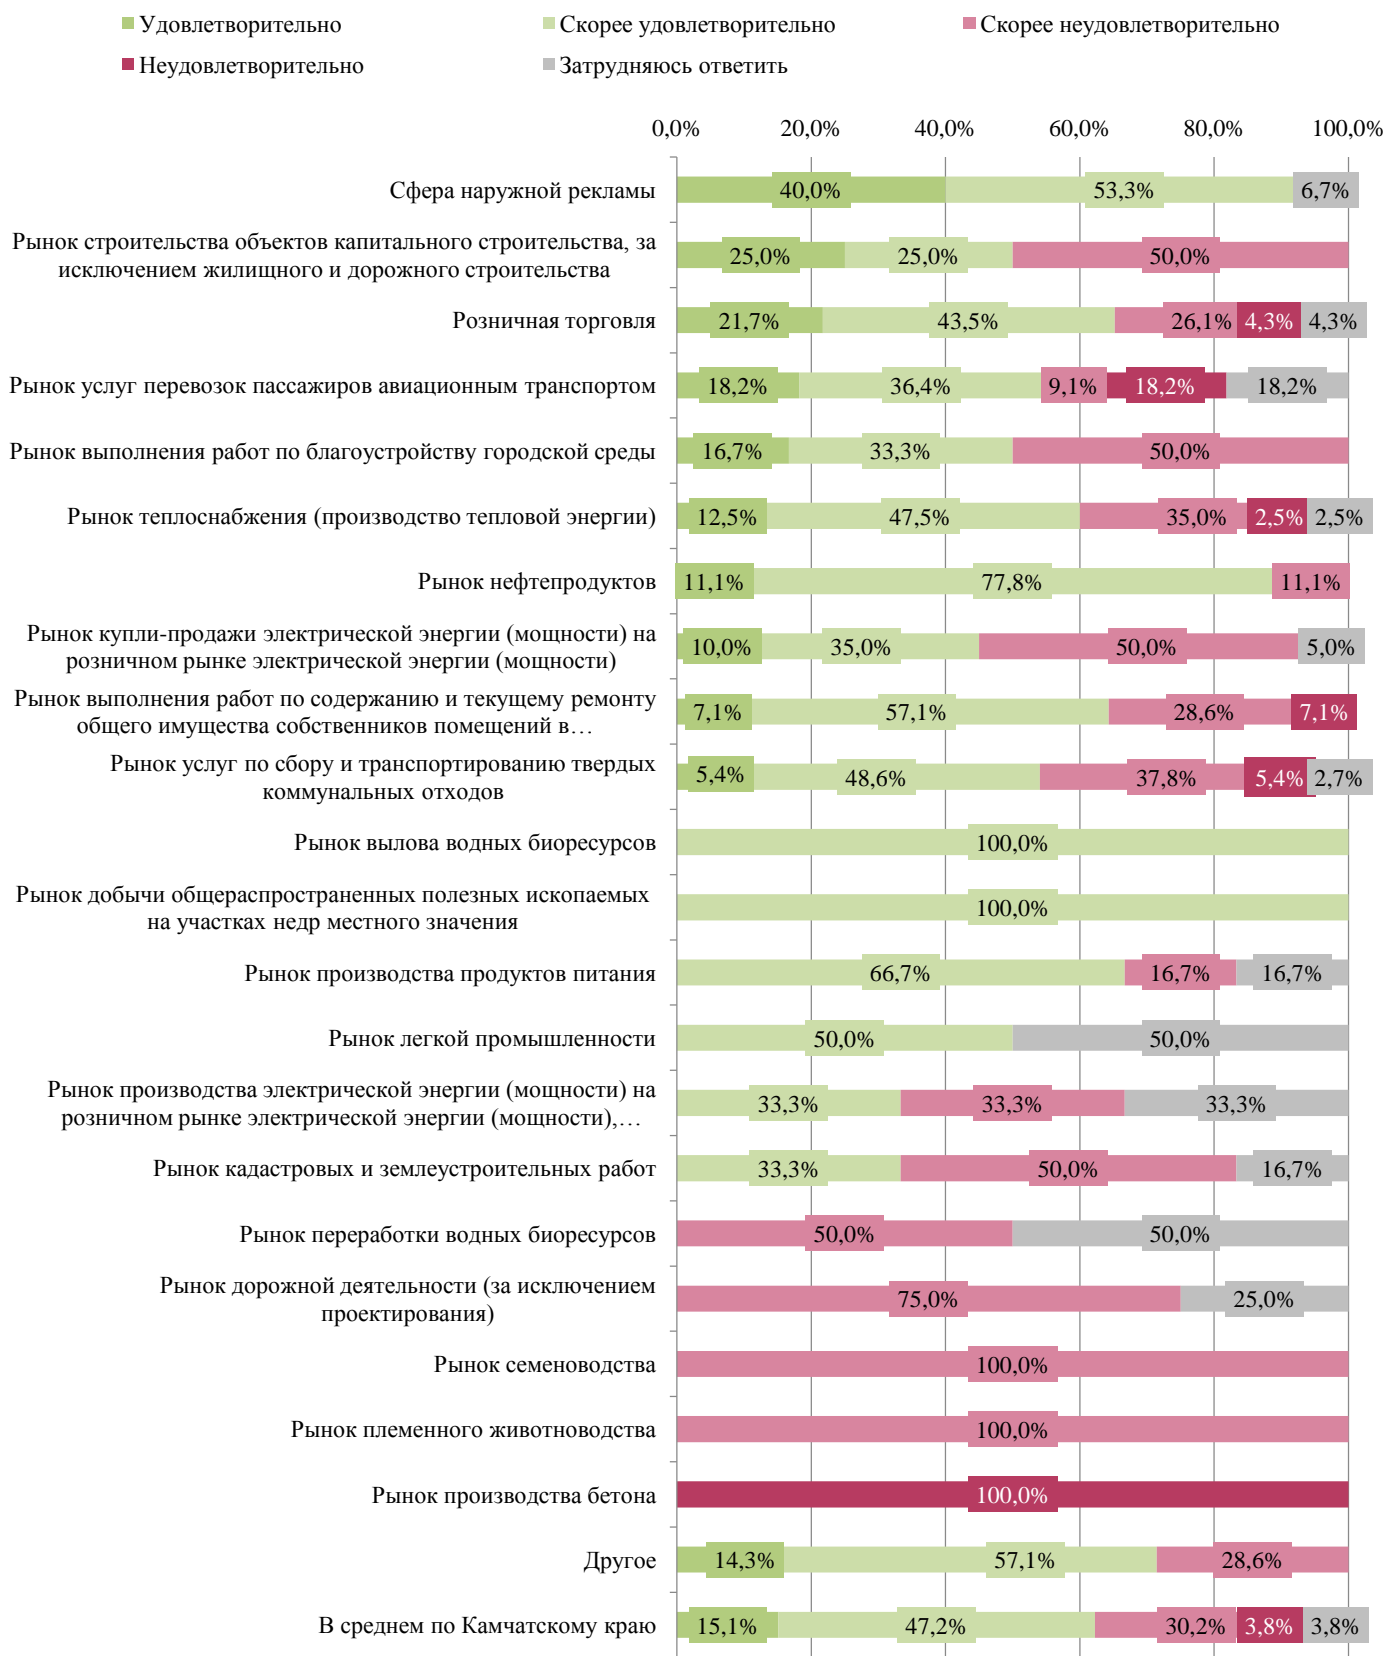 Удовлетворительно
Скорее удовлетворительно
Скорее неудовлетворительно
Неудовлетворительно
Затрудняюсь ответить
0,0% 20,0% 40,0% 60,0% 80,0% 100,0%
Сфера наружной рекламы
40,0% 53,3% 6,7%
Рынок строительства объектов капитального строительства, за
исключением жилищного и дорожного строительства
25,0% 25,0% 50,0%
Розничная торговля
21,7% 43,5% 26,1% 4,3% 4,3%
Рынок услуг перевозок пассажиров авиационным транспортом
18,2% 36,4% 9,1% 18,2% 18,2%
Рынок выполнения работ по благоустройству городской среды
16,7% 33,3% 50,0%
Рынок теплоснабжения (производство тепловой энергии)
12,5% 47,5% 35,0% 2,5% 2,5%
Рынок нефтепродуктов
11,1% 77,8% 11,1%
Рынок купли-продажи электрической энергии (мощности) на
розничном рынке электрической энергии (мощности)
10,0% 35,0% 50,0% 5,0%
Рынок выполнения работ по содержанию и текущему ремонту
общего имущества собственников помещений в…
7,1% 57,1% 28,6% 7,1%
Рынок услуг по сбору и транспортированию твердых
коммунальных отходов
5,4% 48,6% 37,8% 5,4% 2,7%
Рынок вылова водных биоресурсов
100,0%
Рынок добычи общераспространенных полезных ископаемых
на участках недр местного значения
100,0%
Рынок производства продуктов питания
66,7% 16,7% 16,7%
Рынок легкой промышленности
50,0% 50,0%
Рынок производства электрической энергии (мощности) на
розничном рынке электрической энергии (мощности),…
33,3% 33,3% 33,3%
Рынок кадастровых и землеустроительных работ
33,3% 50,0% 16,7%
Рынок переработки водных биоресурсов
50,0% 50,0%
Рынок дорожной деятельности (за исключением
проектирования)
75,0% 25,0%
Рынок семеноводства
100,0%
Рынок племенного животноводства
100,0%
Рынок производства бетона
100,0%
Другое
14,3% 57,1% 28,6%
В среднем по Камчатскому краю
15,1% 47,2% 30,2% 3,8% 3,8%